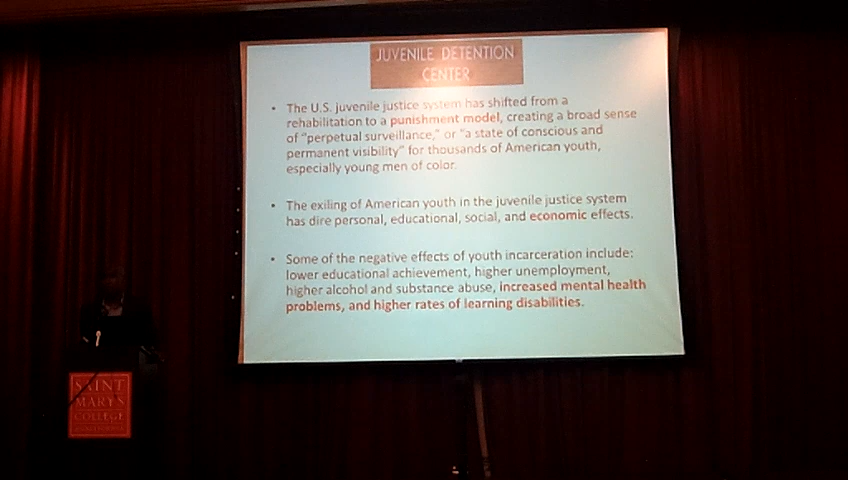 JUVENILE DETENTION
CENTER
• The U.S. juvenile justice system has shifted from a
rehabilitation to a punishment model, creating a broad sense
of "perpetual surveillance," or "a state of conscious and
permanent visibility" for thousands of American youth,
especially young men of color.
• The exiling of American youth in the juvenile justice system
has dire personal, educational, social, and economic effects.
• Some of the negative effects of youth incarceration include:
lower educational achievement, higher unemployment,
higher alcohol and substance abuse, increased mental health
problems, and higher rates of learning disabilities.
SAINT
MARY'S
COLLEGE